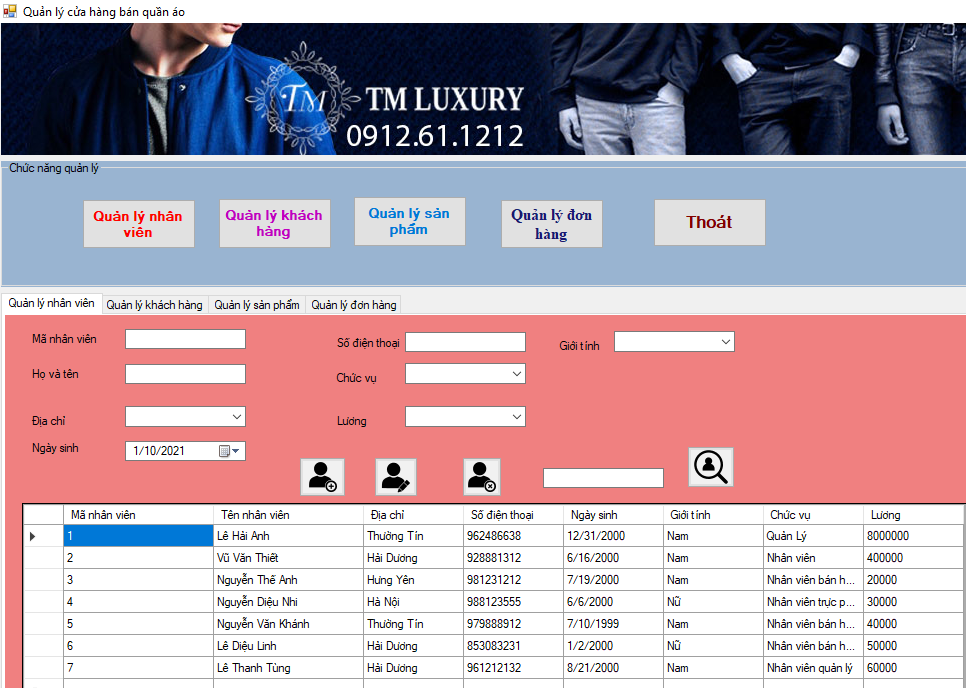 Quản lý cửa hàng bán quần áo
TM
TM LUXURY
0912.61.1212
Chức năng quản lý
Quản lý nhân
viên
Quản lý khách
hàng
Quản lý sản
phẩm
Quản lý đơn
hàng
Thoát
Quản lý nhân viên Quản lý khách hàng Quản lý sản phẩm Quản lý đơn hàng
Mã nhân viên Số điện thoại Giới tính
Họ và tên Chức vụ
Địa chỉ Lương
Ngày sinh 1/10/2021
Mã nhân viên Tên nhân viên Địa chỉ Số điện thoại Ngày sinh Giới tính Chức vụ Lương
1 Lê Hải Anh Thường Tín 962486638 12/31/2000 Nam Quản Lý 8000000
2 Vũ Văn Thiết Hải Dương 928881312 6/16/2000 Nam Nhân viên 400000
3 Nguyễn Thế Anh Hưng Yên 981231212 7/19/2000 Nam Nhân viên bán h... 20000
4 Nguyễn Diệu Nhi Hà Nội 988123555 6/6/2000 Nữ Nhân viên trực p... 30000
5 Nguyễn Văn Khánh Thường Tín 979888912 7/10/1999 Nam Nhân viên bán h... 40000
6 Lê Diệu Linh Hải Dương 853083231 1/2/2000 Nữ Nhân viên bán h... 50000
7 Lê Thanh Tùng Hải Dương 961212132 8/21/2000 Nam Nhân viên quản lý 60000